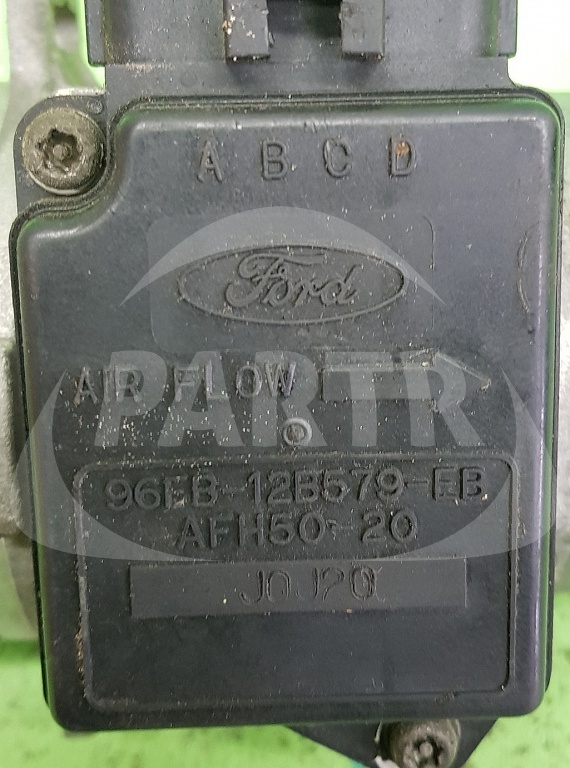 A B C D
Ford
AIR FLOW
PARTR
96FB-12B579-EB
AFH50-20
J0J20